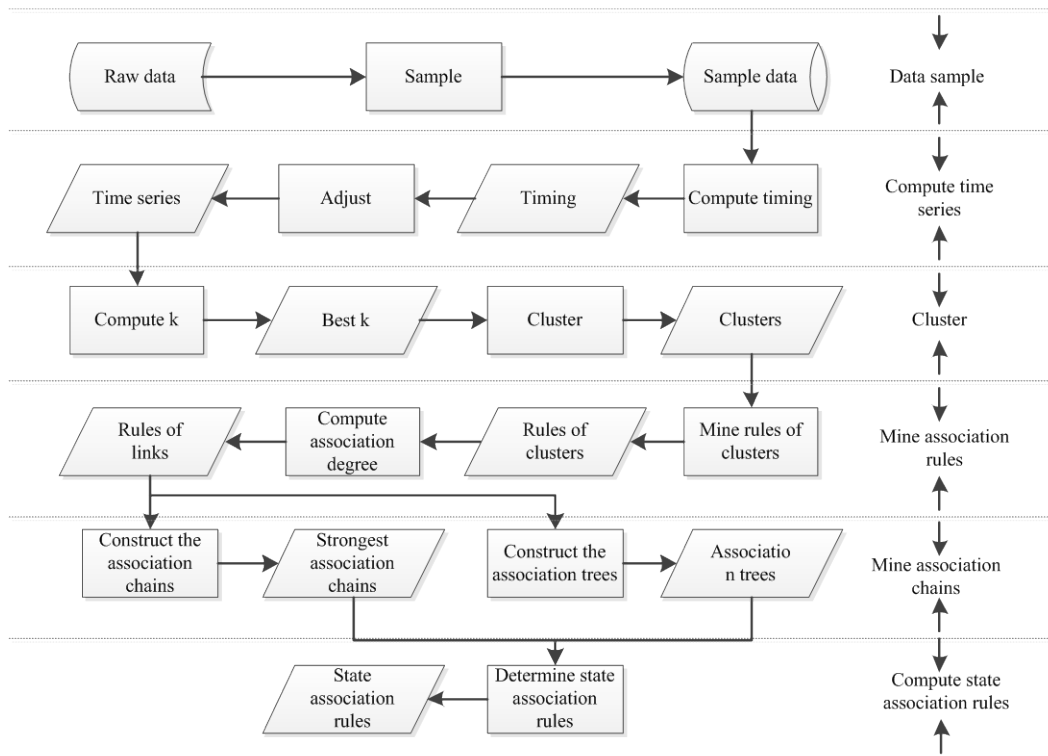 Raw data
Sample
Sample data
Data sample
Time series
Adjust
Timing
Compute timing
Compute time
series
Compute k
Best k
Cluster
Clusters
Cluster
Rules of
links
Compute
association
degree
Rules of
clusters
Mine rules of
clusters
Mine association
rules
Construct the
association
chains
Strongest
association
chains
Construct the
association trees
Associatio
n trees
Mine association
chains
State
association
rules
Determine state
association
rules
Compute state
association rules